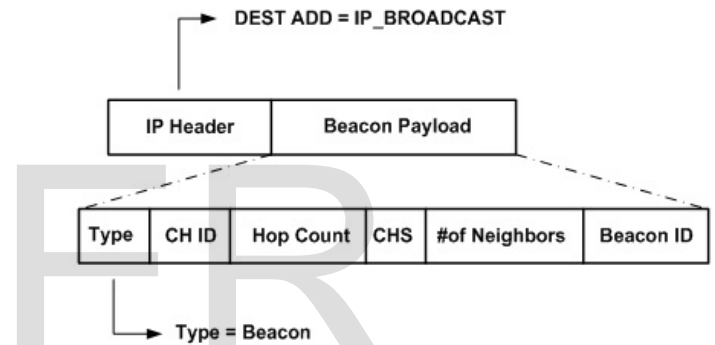 DEST ADD = IP_BROADCAST
IP Header Beacon Payload
Type CH ID Hop Count CHS #of Neighbors Beacon ID
Type = Beacon
ER